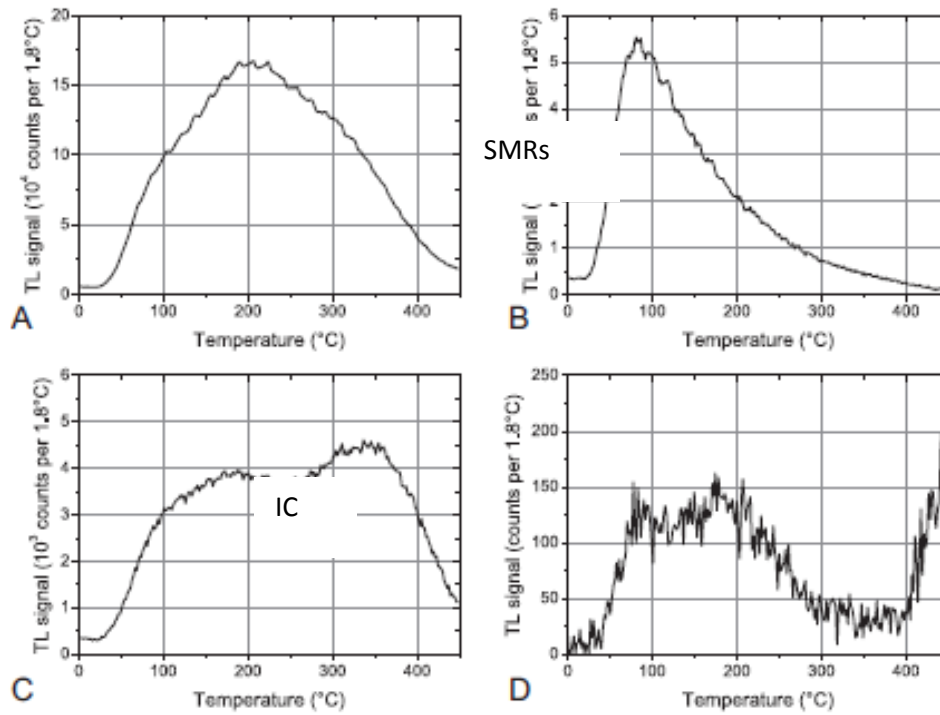 20
15
10
5
0
TL signal (10⁴ counts per 1.8°C)
0 100 200 300 400
Temperature (°C)
A
6
5
4
2
1
0
TL signal (
s per 1.8°C)
SMRs
0 100 200 300 400
Temperature (°C)
B
6
5
4
3
2
1
0
TL signal (10³ counts per 1.8°C)
IC
0 100 200 300 400
Temperature (°C)
C
250
200
150
100
50
0
TL signal (counts per 1.8°C)
0 100 200 300 400
Temperature (°C)
D